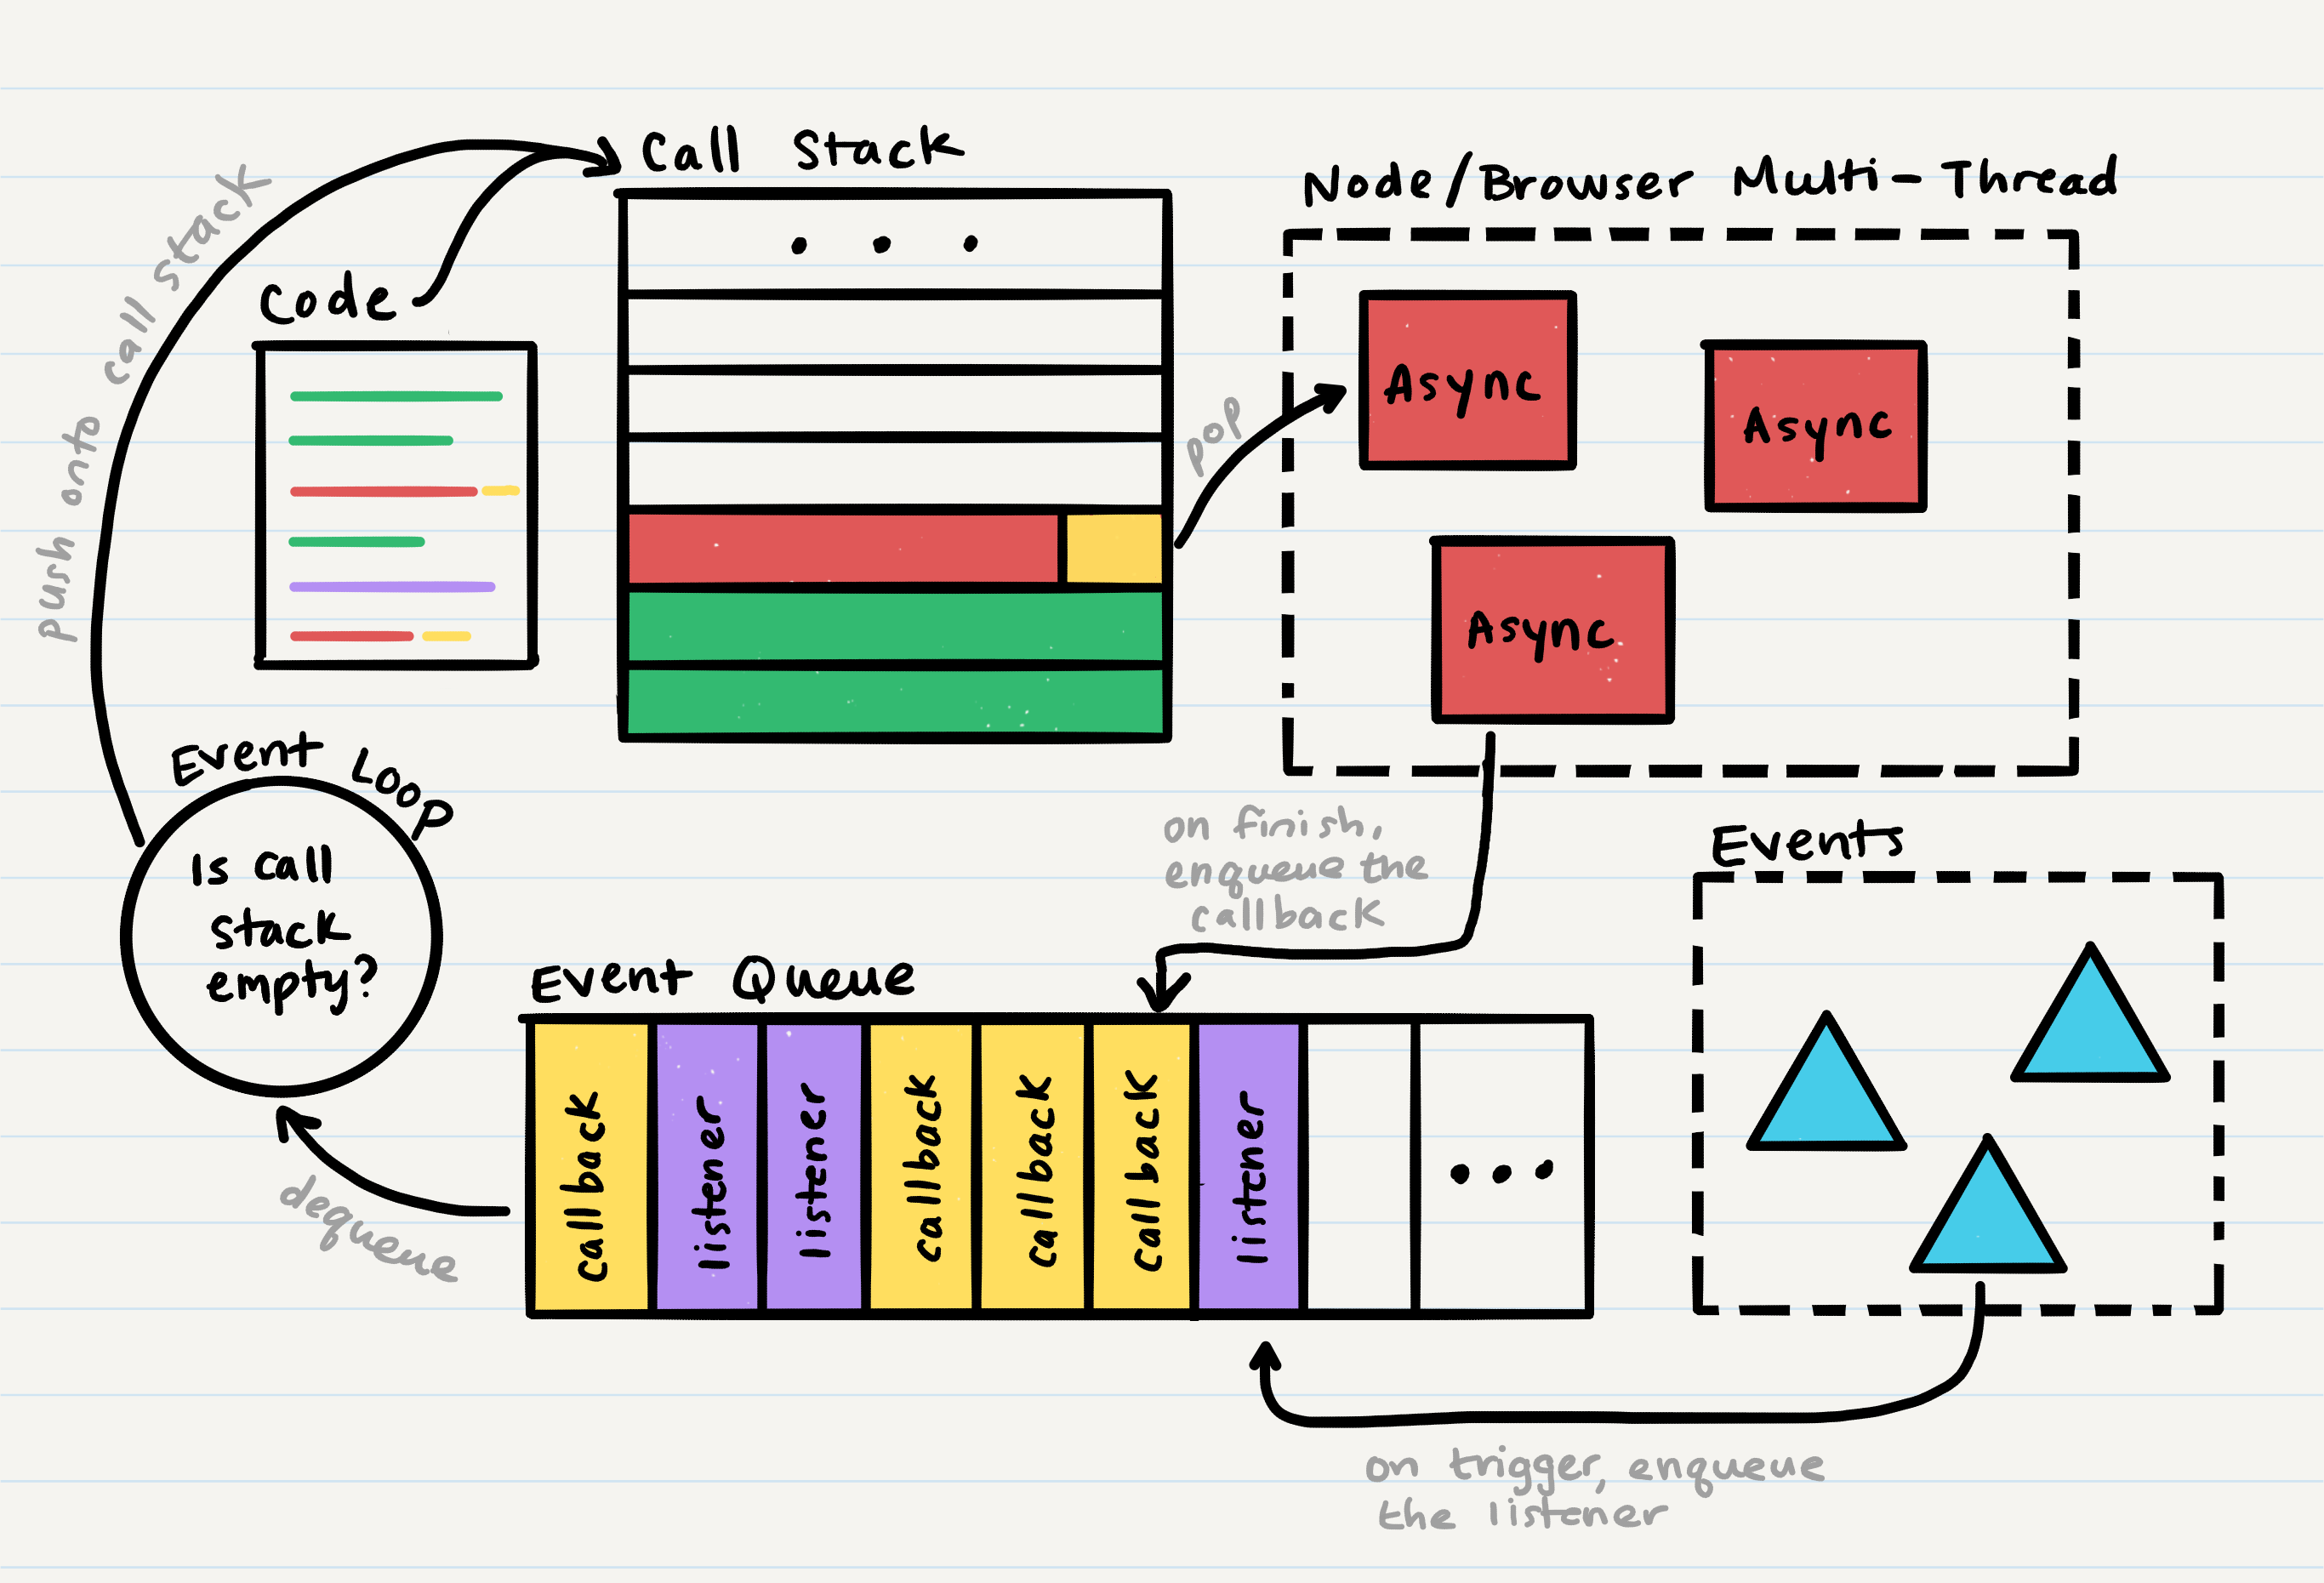 Call Stack
Node/Browser Multi-Thread
push onto call stack
Code
pop
Async
Async
Async
Event Loop
Is call
stack
empty?
on finish,
enqueue the
callback
Events
Event Queue
callback
listener
listener
callback
callback
callback
listener
dequeue
on trigger, enqueue
the listener